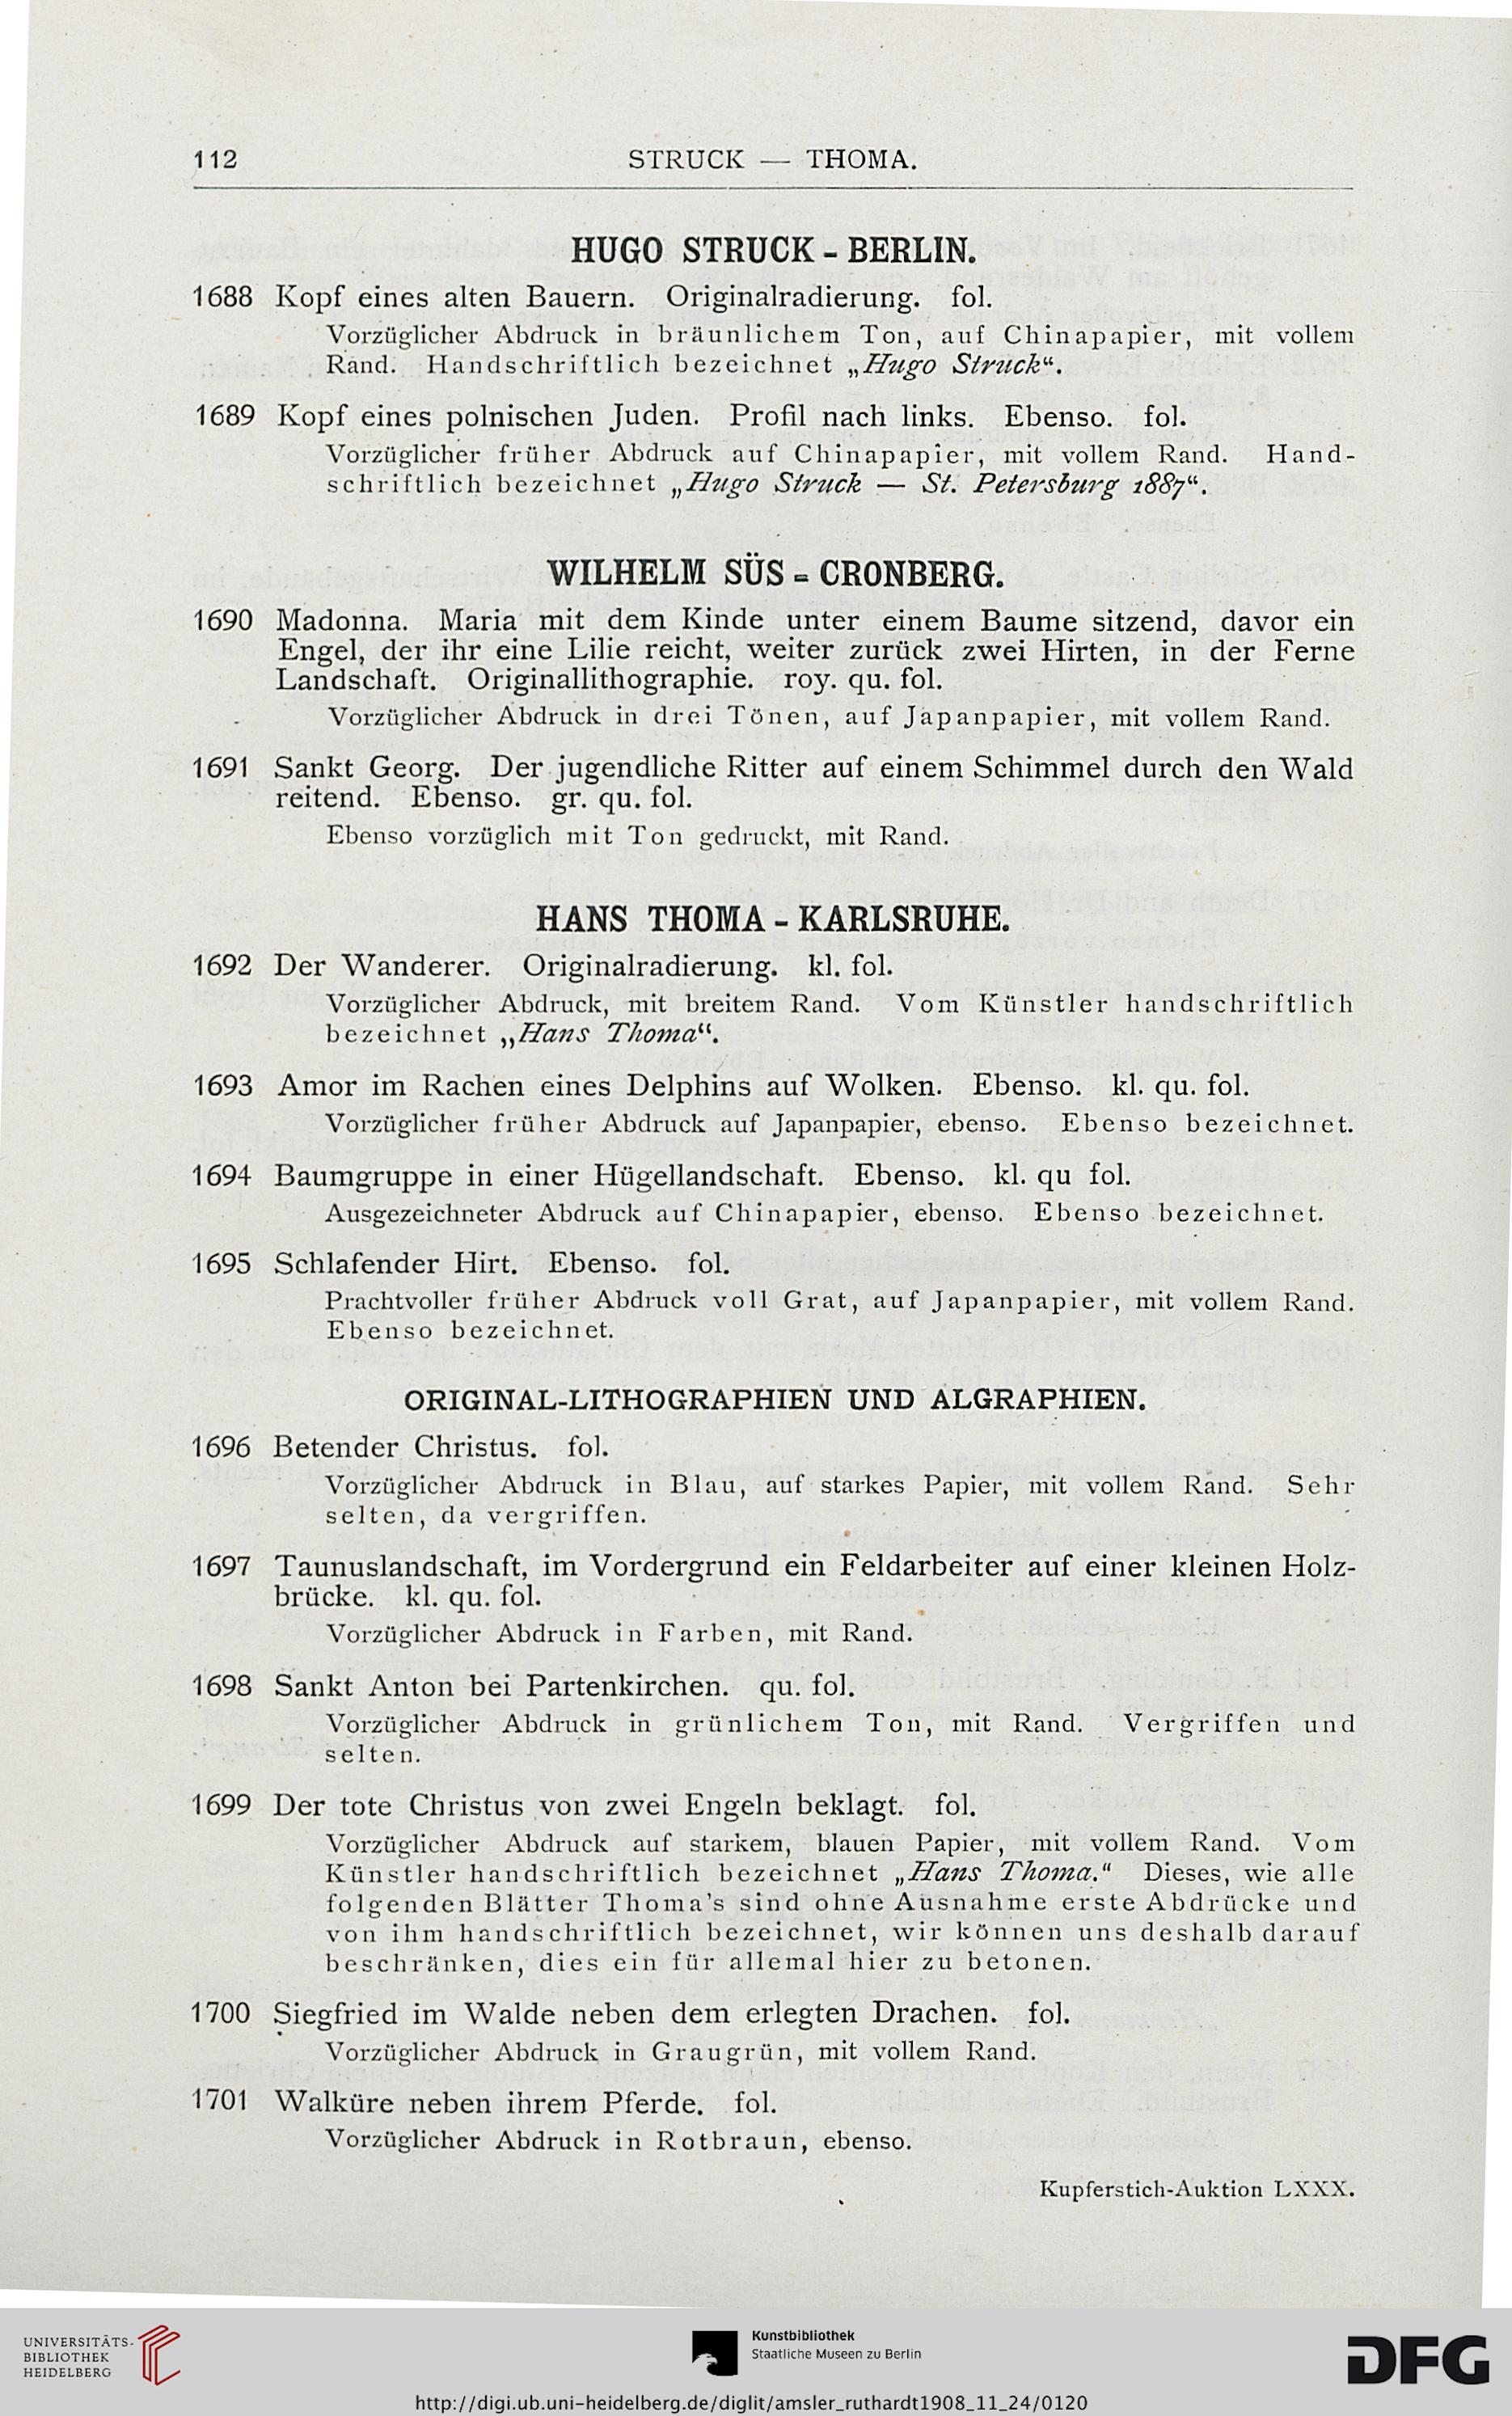 112
STRUCK — THOMA.
HUGO STRUCK - BERLIN.
1688 Kopf eines alten Bauern. Originalradierung. fol.
Vorzüglicher Abdruck in bräunlichem Ton, auf Chinapapier, mit vollem
Rand. Handschriftlich bezeichnet „Hugo Struck“.
1689 Kopf eines polnischen Juden. Profil nach links. Ebenso. fol.
Vorzüglicher früher Abdruck auf Chinapapier, mit vollem Rand. Hand-
schriftlich bezeichnet „Hugo Struck — St. Petersburg 1887“.
WILHELM SÜS - CRONBERG.
1690 Madonna. Maria mit dem Kinde unter einem Baume sitzend, davor ein
Engel, der ihr eine Lilie reicht, weiter zurück zwei Hirten, in der Ferne
Landschaft. Originallithographie. roy. qu. fol.
Vorzüglicher Abdruck in drei Tönen, auf Japanpapier, mit vollem Rand.
1691 Sankt Georg. Der jugendliche Ritter auf einem Schimmel durch den Wald
reitend. Ebenso. gr. qu. fol.
Ebenso vorzüglich mit Ton gedruckt, mit Rand.
HANS THOMA - KARLSRUHE.
1692 Der Wanderer. Originalradierung. kl. fol.
Vorzüglicher Abdruck, mit breitem Rand. Vom Künstler handschriftlich
bezeichnet „Hans Thoma“.
1693 Amor im Rachen eines Delphins auf Wolken. Ebenso. kl. qu. fol.
Vorzüglicher früher Abdruck auf Japanpapier, ebenso. Ebenso bezeichnet.
1694 Baumgruppe in einer Hügellandschaft. Ebenso. kl. qu fol.
Ausgezeichneter Abdruck auf Chinapapier, ebenso. Ebenso bezeichnet.
1695 Schlafender Hirt. Ebenso. fol.
Prachtvoller früher Abdruck voll Grat, auf Japanpapier, mit vollem Rand.
Ebenso bezeichnet.
ORIGINAL-LITHOGRAPHIEN UND ALGRAPHIEN.
1696 Betender Christus. fol.
Vorzüglicher Abdruck in Blau, auf starkes Papier, mit vollem Rand. Sehr
selten, da vergriffen.
1697 Taunuslandschaft, im Vordergrund ein Feldarbeiter auf einer kleinen Holz-
brücke. kl. qu. fol.
Vorzüglicher Abdruck in Farben, mit Rand.
1698 Sankt Anton bei Partenkirchen. qu. fol.
Vorzüglicher Abdruck in grünlichem Ton, mit Rand. Vergriffen und
selten.
1699 Der tote Christus von zwei Engeln beklagt. fol.
Vorzüglicher Abdruck auf starkem, blauen Papier, mit vollem Rand. Vom
Künstler handschriftlich bezeichnet „Hans Thoma.“ Dieses, wie alle
folgenden Blätter Thoma's sind ohne Ausnahme erste Abdrücke und
von ihm handschriftlich bezeichnet, wir können uns deshalb darauf
beschränken, dies ein für allemal hier zu betonen.
1700 Siegfried im Walde neben dem erlegten Drachen. fol.
Vorzüglicher Abdruck in Graugrün, mit vollem Rand.
1701 Walküre neben ihrem Pferde. fol.
Vorzüglicher Abdruck in Rotbraun, ebenso.
Kupferstich-Auktion LXXX.
UNIVERSITÄTS-
BIBLIOTHEK
HEIDELBERG
Kunstbibliothek
Staatliche Museen zu Berlin
DFG
http://digi.ub.uni-heidelberg.de/diglit/amsler_ruthardt1908_11_24/0120